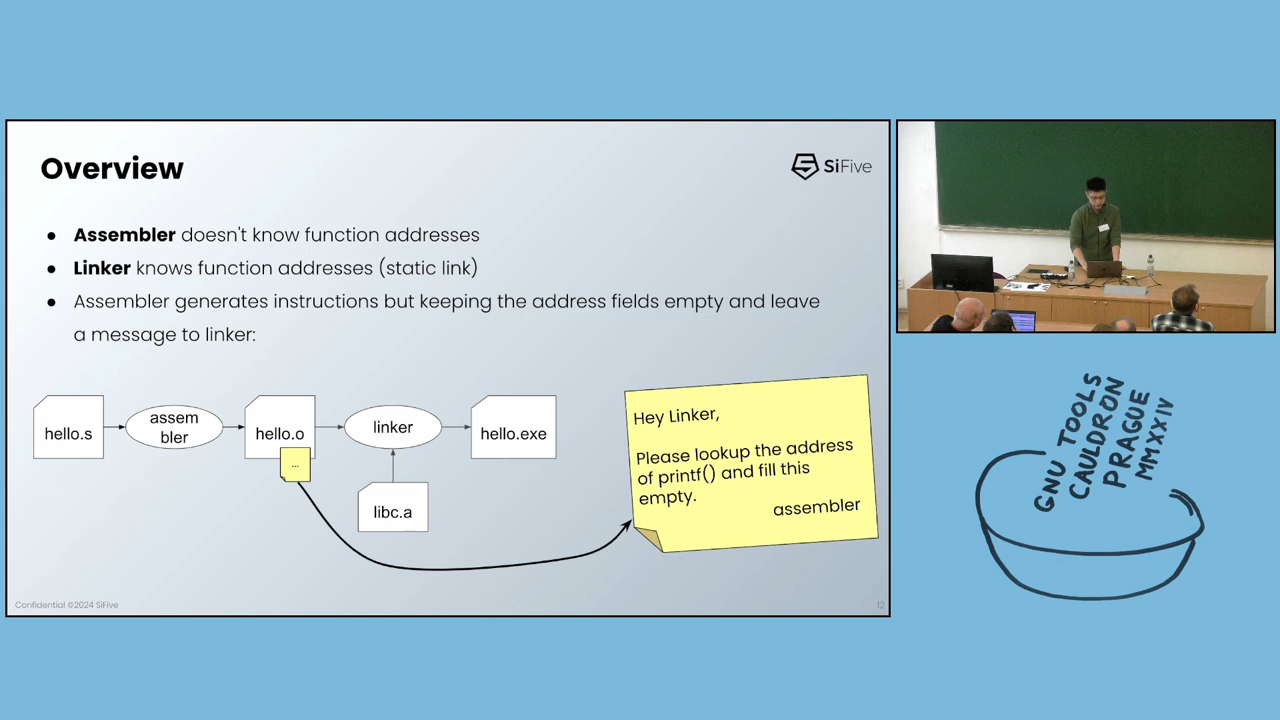 Overview
SiFive
● Assembler doesn't know function addresses
● Linker knows function addresses (static link)
● Assembler generates instructions but keeping the address fields empty and leave
a message to linker:
hello.s
assem
bler
hello.o
...
linker
libc.a
hello.exe
Hey Linker,
Please lookup the address
of printf() and fill this
empty.
assembler
Confidential ©2024 SiFive
12
GNU TOOLS
CAULDRON
PRAGUE
MMXXIV